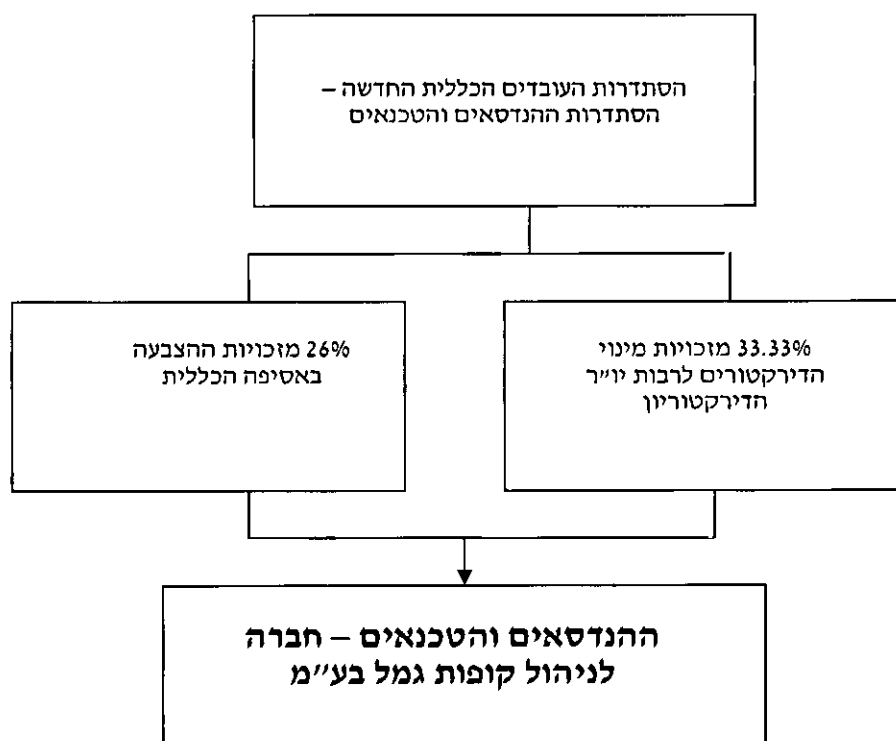 הסתדרות העובדים הכללית החדשה –
הסתדרות ההנדסאים והטכנאים
33.33% מזכויות מינוי
הדירקטורים לרבות יו״ר
הדירקטוריון
26% מזכויות ההצבעה
באסיפה הכללית
ההנדסאים והטכנאים – חברה
לניהול קופות גמל בע״מ